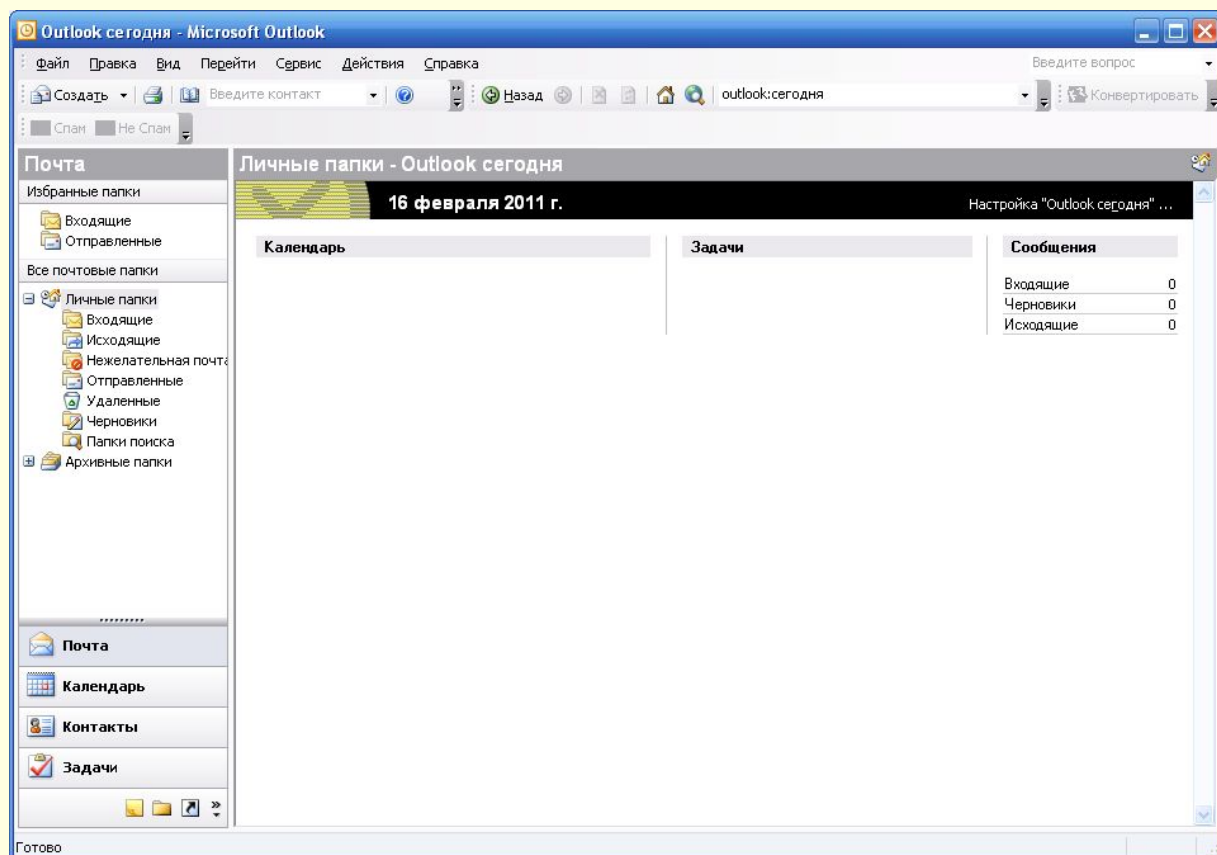 Outlook сегодня - Microsoft Outlook
Файл Правка Вид Перейти Сервис Действия Справка Введите вопрос
Создать Введите контакт Назад outlook:сегодня Конвертировать
Спам Не Спам
Почта
Избранные папки
Входящие
Отправленные
Все почтовые папки
Личные папки
Входящие
Исходящие
Нежелательная почта
Отправленные
Удаленные
Черновики
Папки поиска
Архивные папки
Почта
Календарь
Контакты
Задачи
Личные папки - Outlook сегодня
16 февраля 2011 г. Настройка "Outlook сегодня" ...
Календарь Задачи Сообщения
Входящие 0
Черновики 0
Исходящие 0
Готово